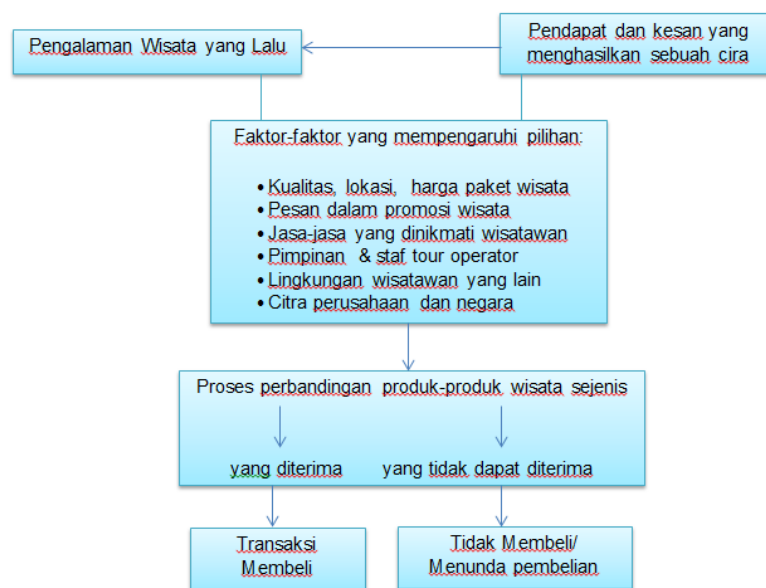 Pengalaman Wisata yang Lalu
Pendapat dan kesan yang
menghasilkan sebuah cira
Faktor-faktor yang mempengaruhi pilihan:
• Kualitas, lokasi, harga paket wisata
• Pesan dalam promosi wisata
• Jasa-jasa yang dinikmati wisatawan
• Pimpinan & staf tour operator
• Lingkungan wisatawan yang lain
• Citra perusahaan dan negara
Proses perbandingan produk-produk wisata sejenis
yang diterima
yang tidak dapat diterima
Transaksi
Membeli
Tidak Membeli/
Menunda pembelian